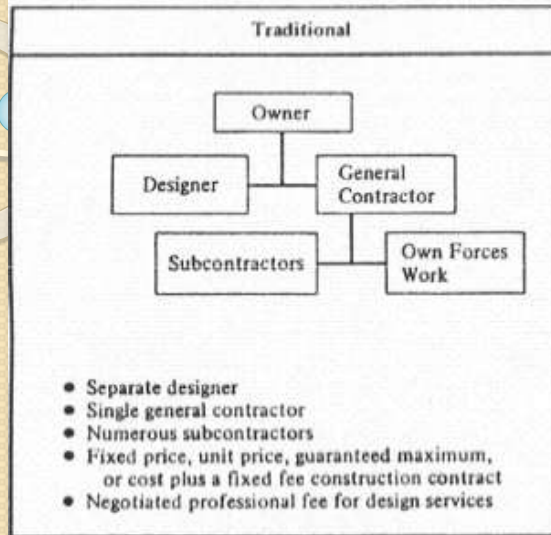 Traditional
Owner
Designer
General
Contractor
Subcontractors
Own Forces
Work
• Separate designer
• Single general contractor
• Numerous subcontractors
• Fixed price, unit price, guaranteed maximum,
or cost plus a fixed fee construction contract
• Negotiated professional fee for design services